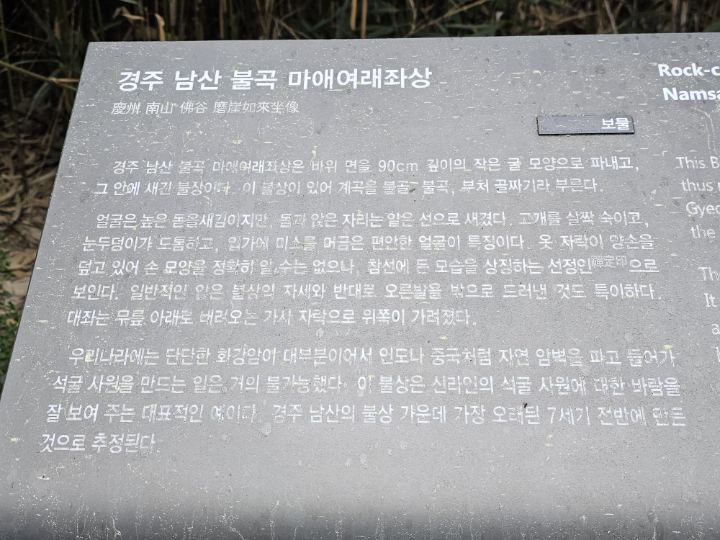 경주 남산 불곡 마애여래좌상
慶州 南山 佛谷 磨崖如來坐像
보물
경주 남산 불곡 마애여래좌상은 바위 면을 90cm 깊이의 작은 굴 모양으로 파내고,
그 안에 새긴 불상이다. 이 불상이 있어 계곡을 불골, 불곡, 부처 골짜기라 부른다.
얼굴은 높은 돋을새김이지만, 몸과 앉은 자리는 얕은 선으로 새겼다. 고개를 살짝 숙이고,
눈두덩이가 도톰하고, 입가에 미소를 머금은 편안한 얼굴이 특징이다. 옷 자락이 양손을
덮고 있어 손 모양을 정확히 알 수는 없으나, 참선에 든 모습을 상징하는 선정인禪定印으로
보인다. 일반적인 앉은 불상의 자세와 반대로 오른발을 밖으로 드러낸 것도 특이하다.
대좌는 무릎 아래로 내려오는 가사 자락으로 위쪽이 가려졌다.
우리나라에는 단단한 화강암이 대부분이어서 인도나 중국처럼 자연 암벽을 파고 들어가
석굴 사원을 만드는 일은 거의 불가능했다. 이 불상은 신라인의 석굴 사원에 대한 바람을
잘 보여 주는 대표적인 예이다. 경주 남산의 불상 가운데 가장 오래된 7세기 전반에 만든
것으로 추정된다.
Rock-c
Namsa
This B
thus
Gyeo
the
Th
It
a